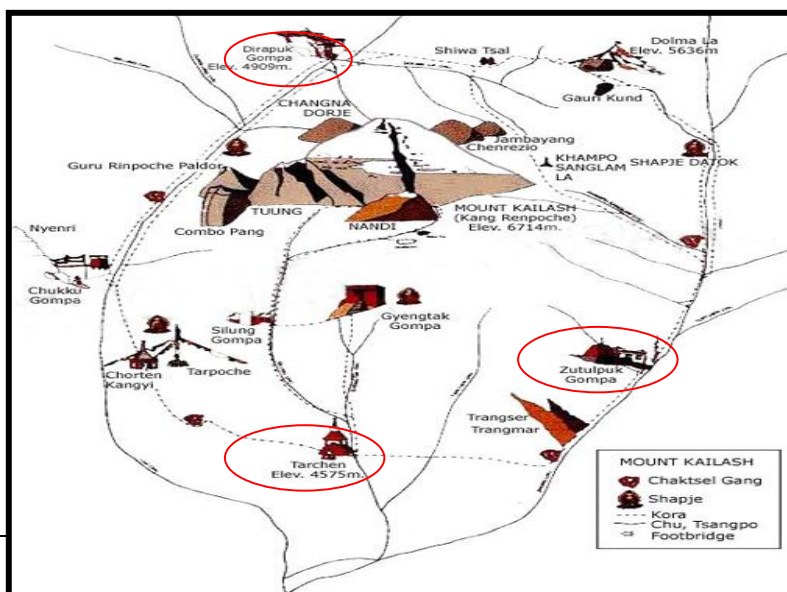 Dirapuk
Gompa
Elev. 4909m.
Shiwa Tsal
Dolma La
Elev. 5636m
Gauri Kund
CHANGNA
DORJE
Jambayang
Chenrezio
Guru Rinpoche Paldor
KHAMPO
SANGLAM
LA
SHAPJE DATOK
TUUNG
Combo Pang
NANDI
MOUNT KAILASH
(Kang Renpoche)
Elev. 6714m.
Nyenri
Chukku
Gompa
Silung
Gompa
Gyengtak
Gompa
Chorten
Kangyi
Tarpoche
Zutulpuk
Gompa
Trangser
Trangmar
Tarchen
Elev. 4575m.
MOUNT KAILASH
Chaktsel Gang
Shapje
Kora
Chu, Tsangpo
Footbridge